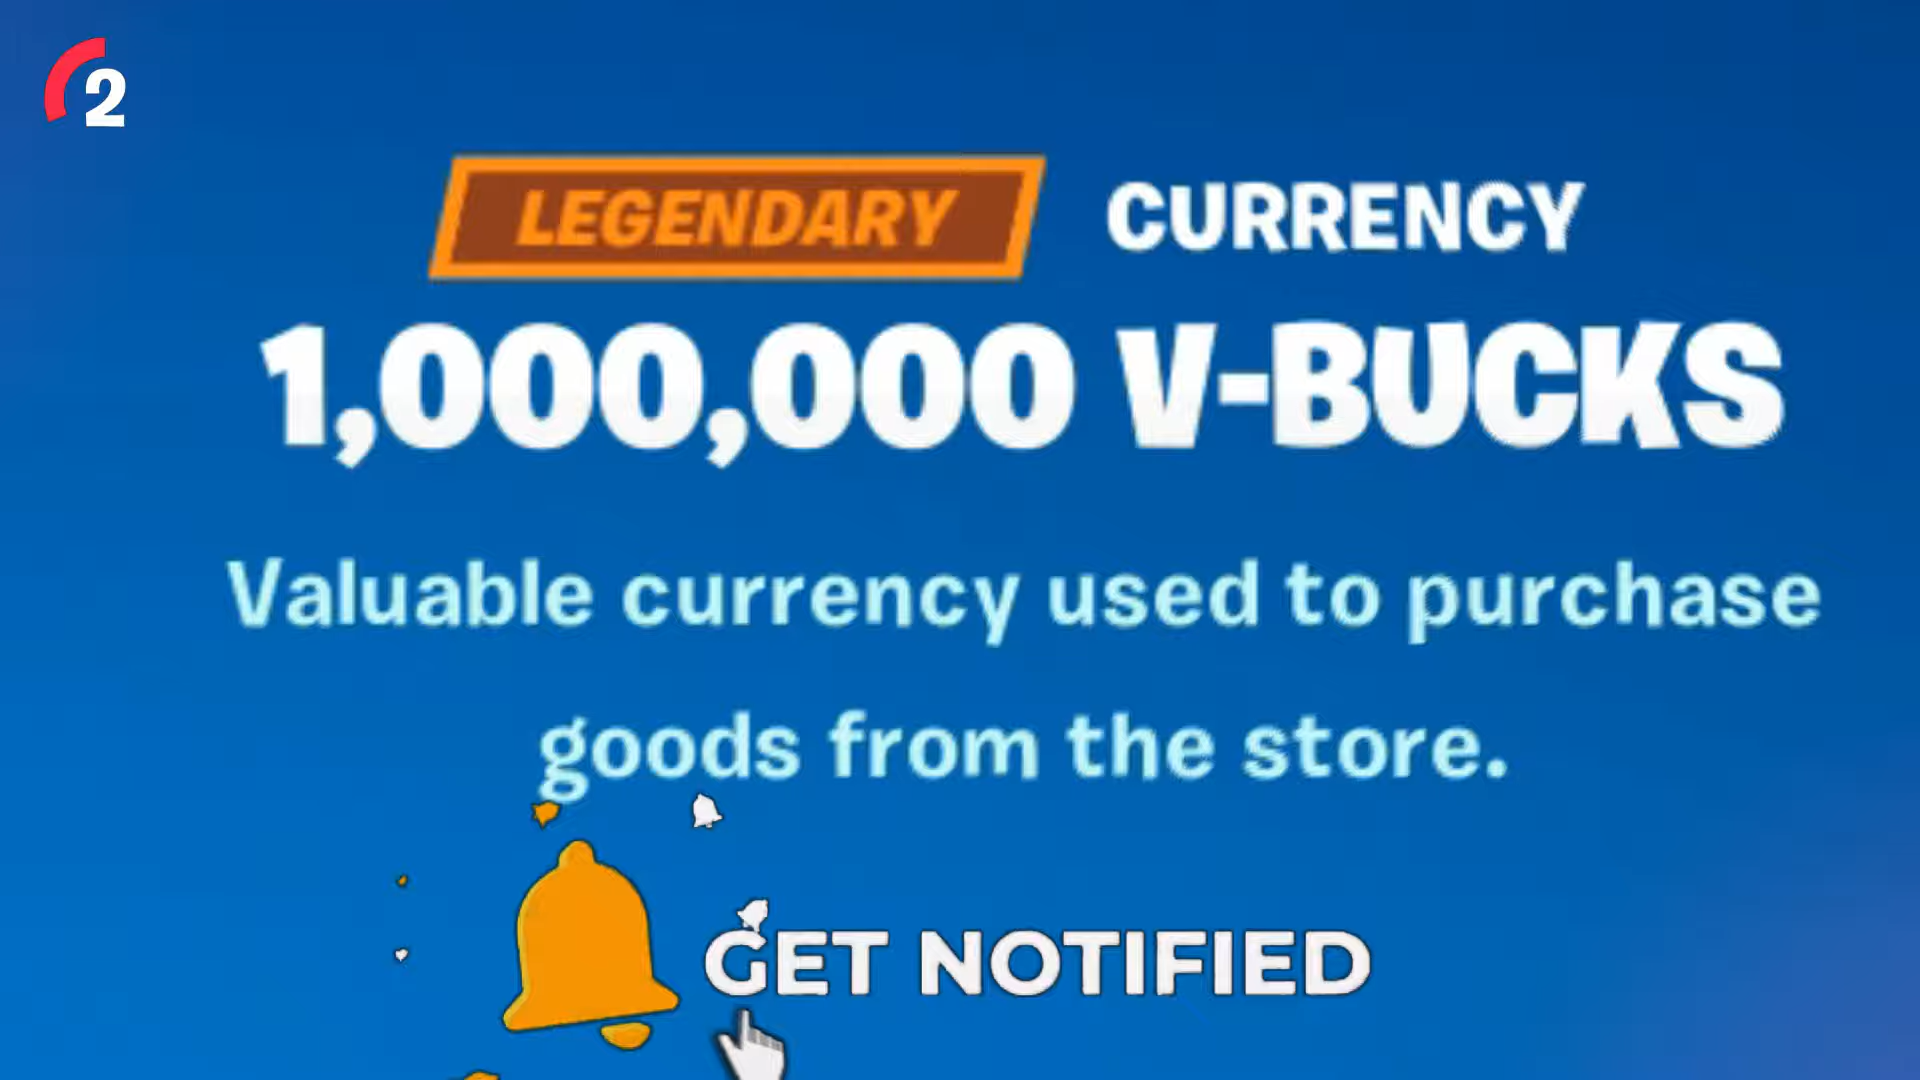 2
LEGENDARY CURRENCY
1,000,000 V-BUCKS
Valuable currency used to purchase
goods from the store.
GET NOTIFIED